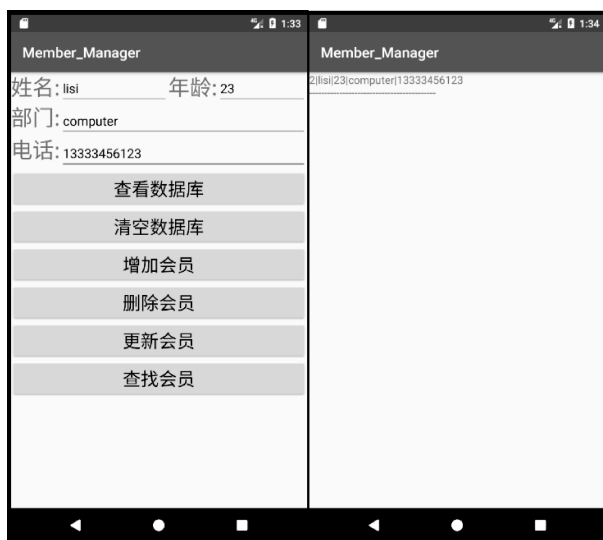 1:33
Member_Manager
姓名: lisi 年龄: 23
部门: computer
电话: 13333456123
查看数据库
清空数据库
增加会员
删除会员
更新会员
查找会员
1:34
Member_Manager
2|lisi|23|computer|13333456123